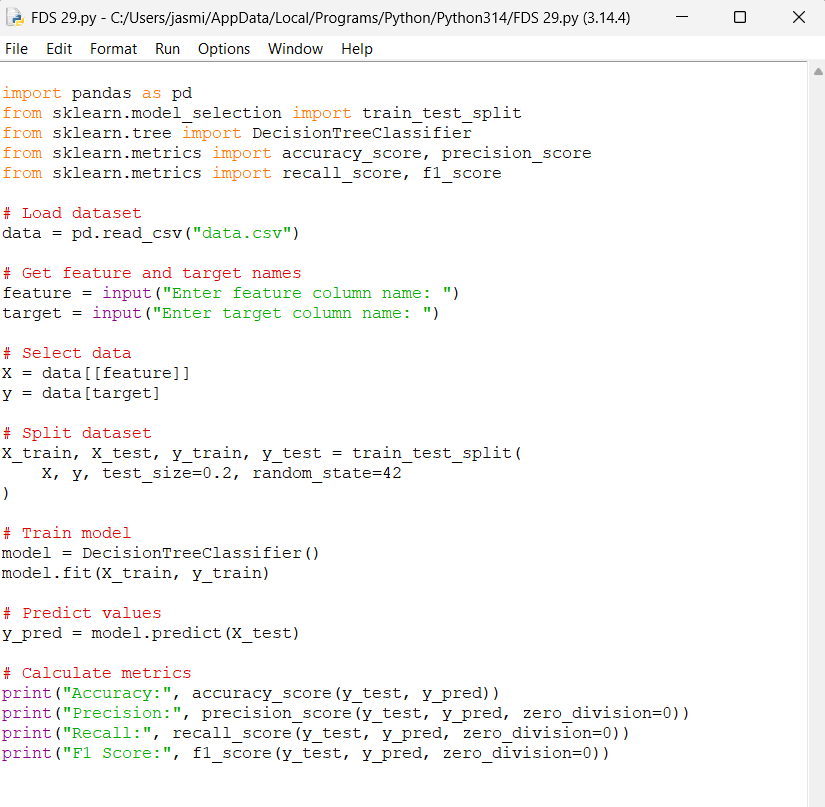 FDS 29.py - C:/Users/jasmi/AppData/Local/Programs/Python/Python314/FDS 29.py (3.14.4)
File Edit Format Run Options Window Help
import pandas as pd
from sklearn.model_selection import train_test_split
from sklearn.tree import DecisionTreeClassifier
from sklearn.metrics import accuracy_score, precision_score
from sklearn.metrics import recall_score, f1_score
# Load dataset
data = pd.read_csv("data.csv")
# Get feature and target names
feature = input("Enter feature column name: ")
target = input("Enter target column name: ")
# Select data
X = data[[feature]]
y = data[target]
# Split dataset
X_train, X_test, y_train, y_test = train_test_split(
    X, y, test_size=0.2, random_state=42
)
# Train model
model = DecisionTreeClassifier()
model.fit(X_train, y_train)
# Predict values
y_pred = model.predict(X_test)
# Calculate metrics
print("Accuracy:", accuracy_score(y_test, y_pred))
print("Precision:", precision_score(y_test, y_pred, zero_division=0))
print("Recall:", recall_score(y_test, y_pred, zero_division=0))
print("F1 Score:", f1_score(y_test, y_pred, zero_division=0))